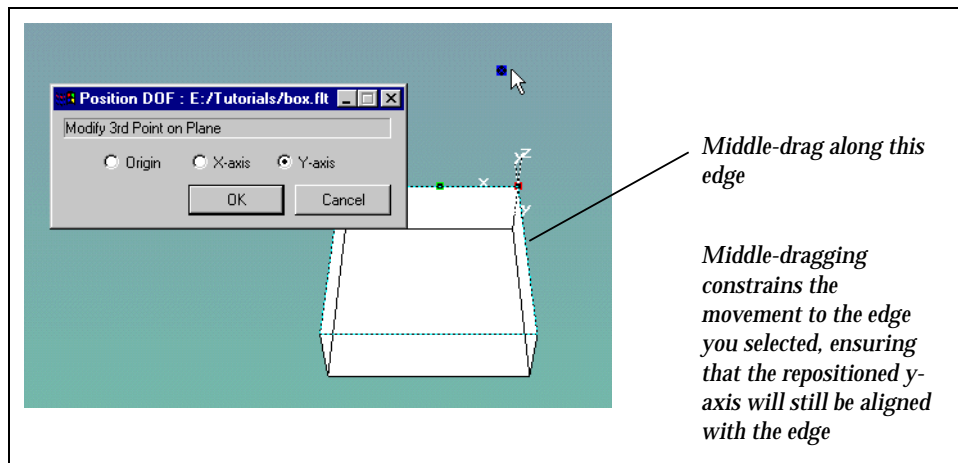 Position DOF : E:/Tutorials/box.flt
Modify 3rd Point on Plane
Origin X-axis Y-axis
OK Cancel
Z
Y
X
Y
Middle-drag along this
edge
Middle-dragging
constrains the
movement to the edge
you selected, ensuring
that the repositioned y-
axis will still be aligned
with the edge